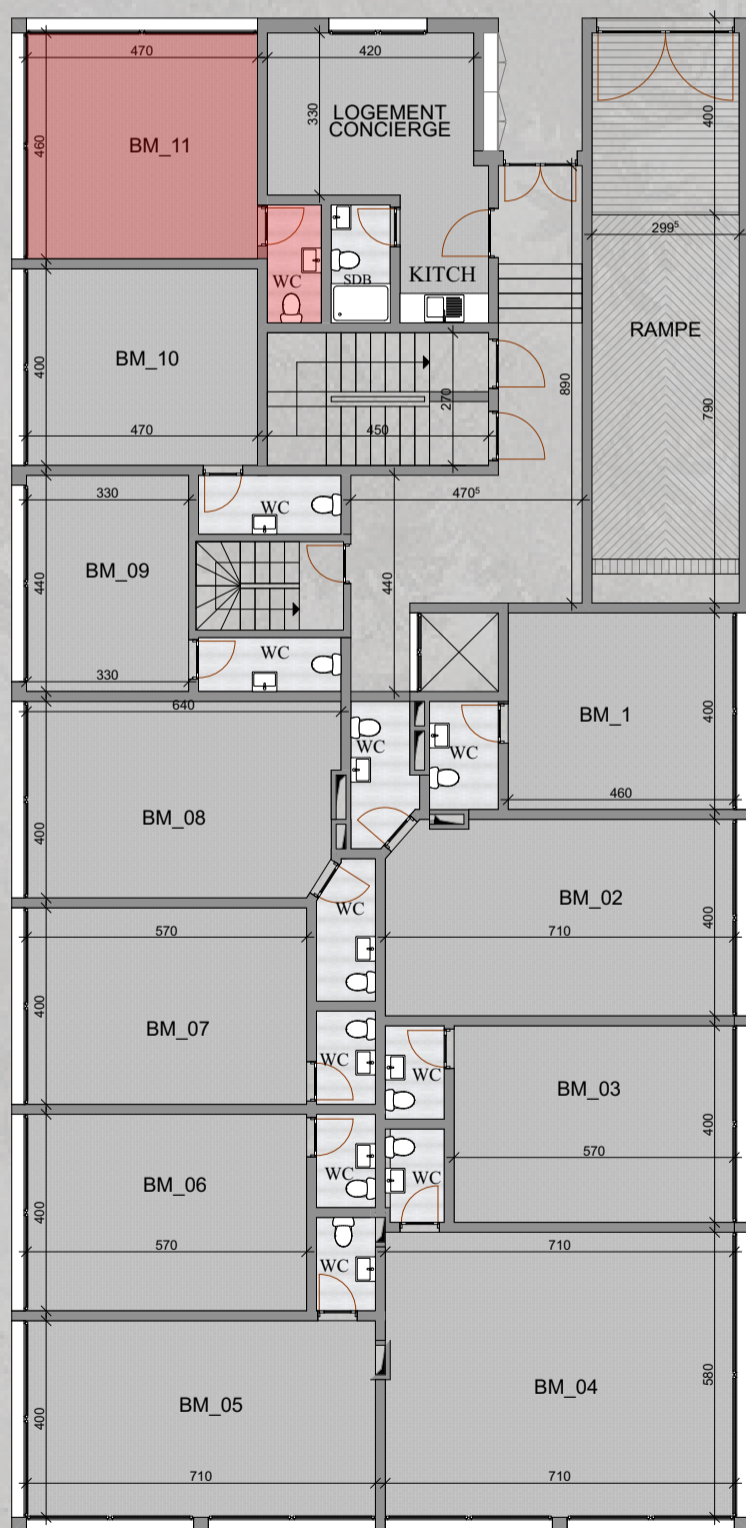 470
420
400
330
LOGEMENT
CONCIERGE
460
BM_11
299⁵
WC
SDB
KITCH
RAMPE
BM_10
400
270
890
790
470
450
330
WC
470⁵
BM_09
440
440
WC
330
640
400
BM_1
WC
WC
460
BM_08
400
WC
BM_02
400
570
710
400
BM_07
WC
WC
BM_03
400
570
WC
WC
BM_06
400
570
710
WC
BM_04
580
BM_05
400
710
710